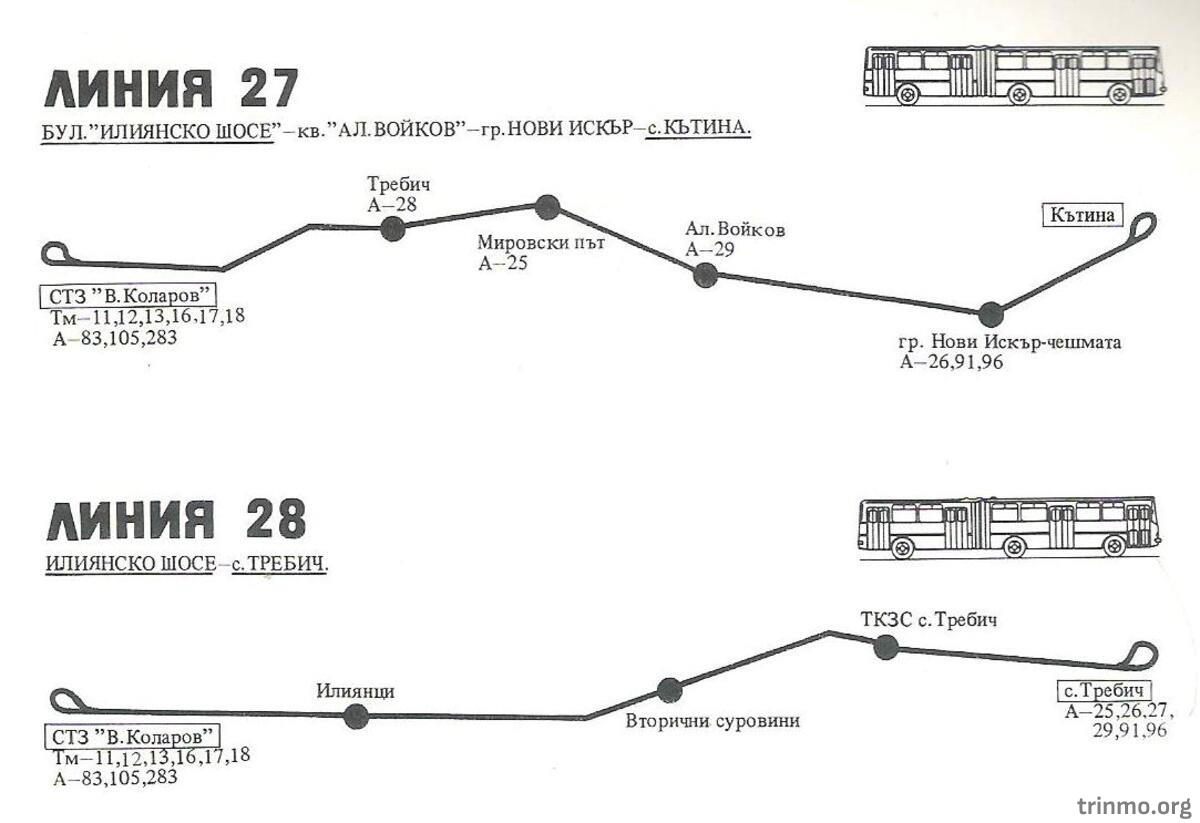 ЛИНИЯ 27
БУЛ."ИЛИЯНСКО ШОСЕ"–кв."АЛ.ВОЙКОВ"–гр.НОВИ ИСКЪР–с.КЪТИНА.
Требич
А–28
Мировски път
А–25
Ал.Войков
А–29
Кътина
СТЗ "В.Коларов"
Тм–11,12,13,16,17,18
А–83,105,283
гр. Нови Искър-чешмата
А–26,91,96
ЛИНИЯ 28
ИЛИЯНСКО ШОСЕ–с.ТРЕБИЧ.
ТКЗС с.Требич
Илиянци
Вторични суровини
с.Требич
А–25,26,27,
29,91,96
СТЗ "В.Коларов"
Тм–11,12,13,16,17,18
А–83,105,283
trinmo.org